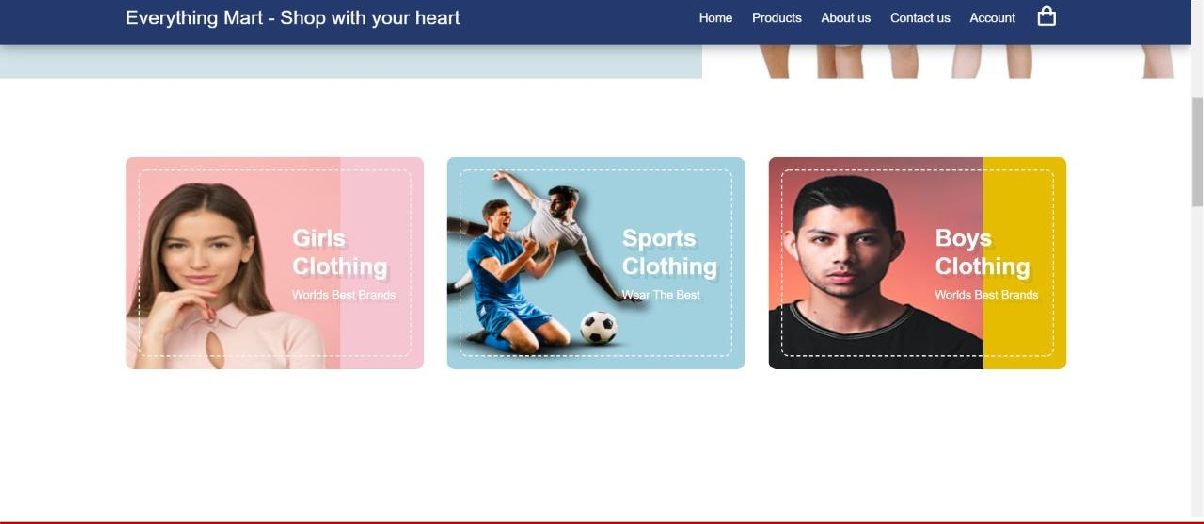 Everything Mart - Shop with your heart
Home Products About us Contact us Account
Girls
Clothing
Worlds Best Brands
Sports
Clothing
Wear The Best
Boys
Clothing
Worlds Best Brands